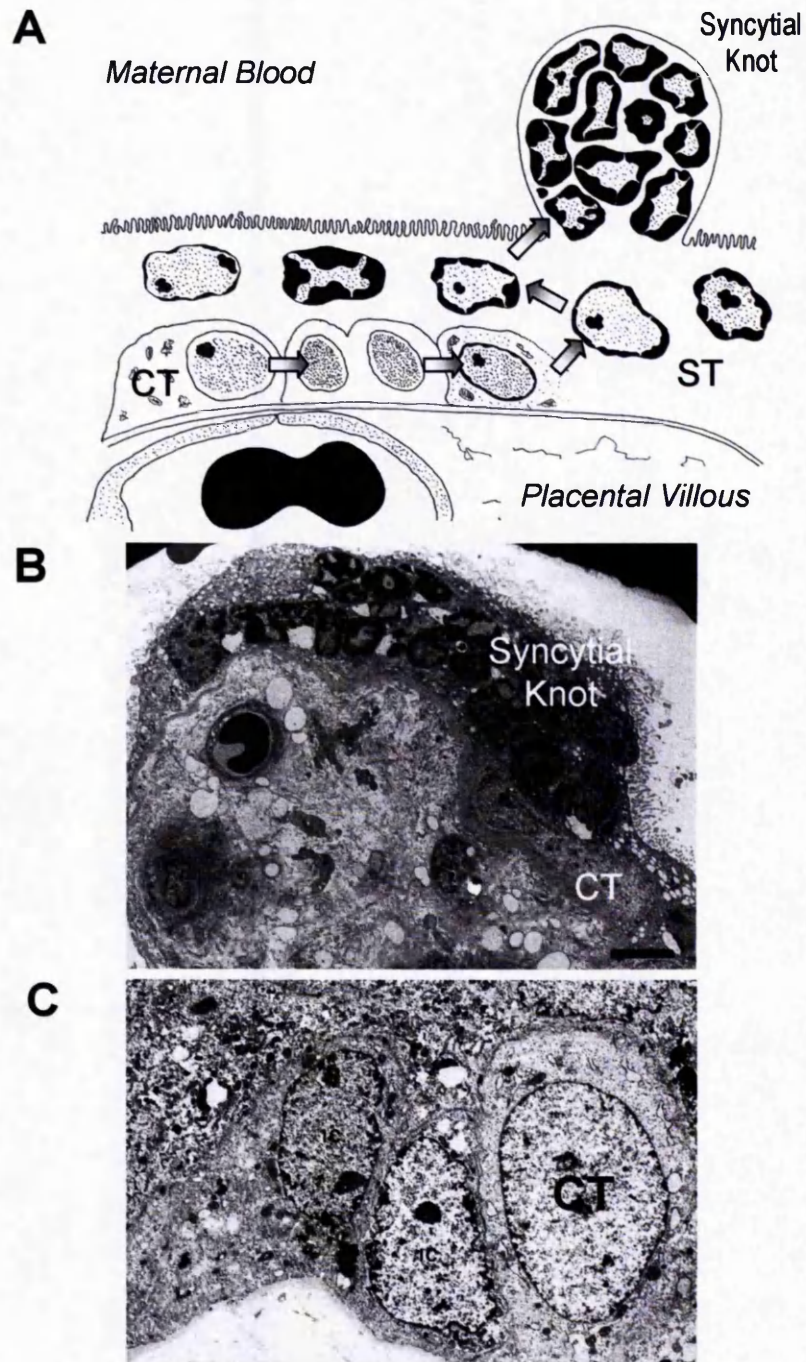 A
Syncytial
Knot
Maternal Blood
CT
ST
Placental Villous
B
Syncytial
Knot
CT
C
CT